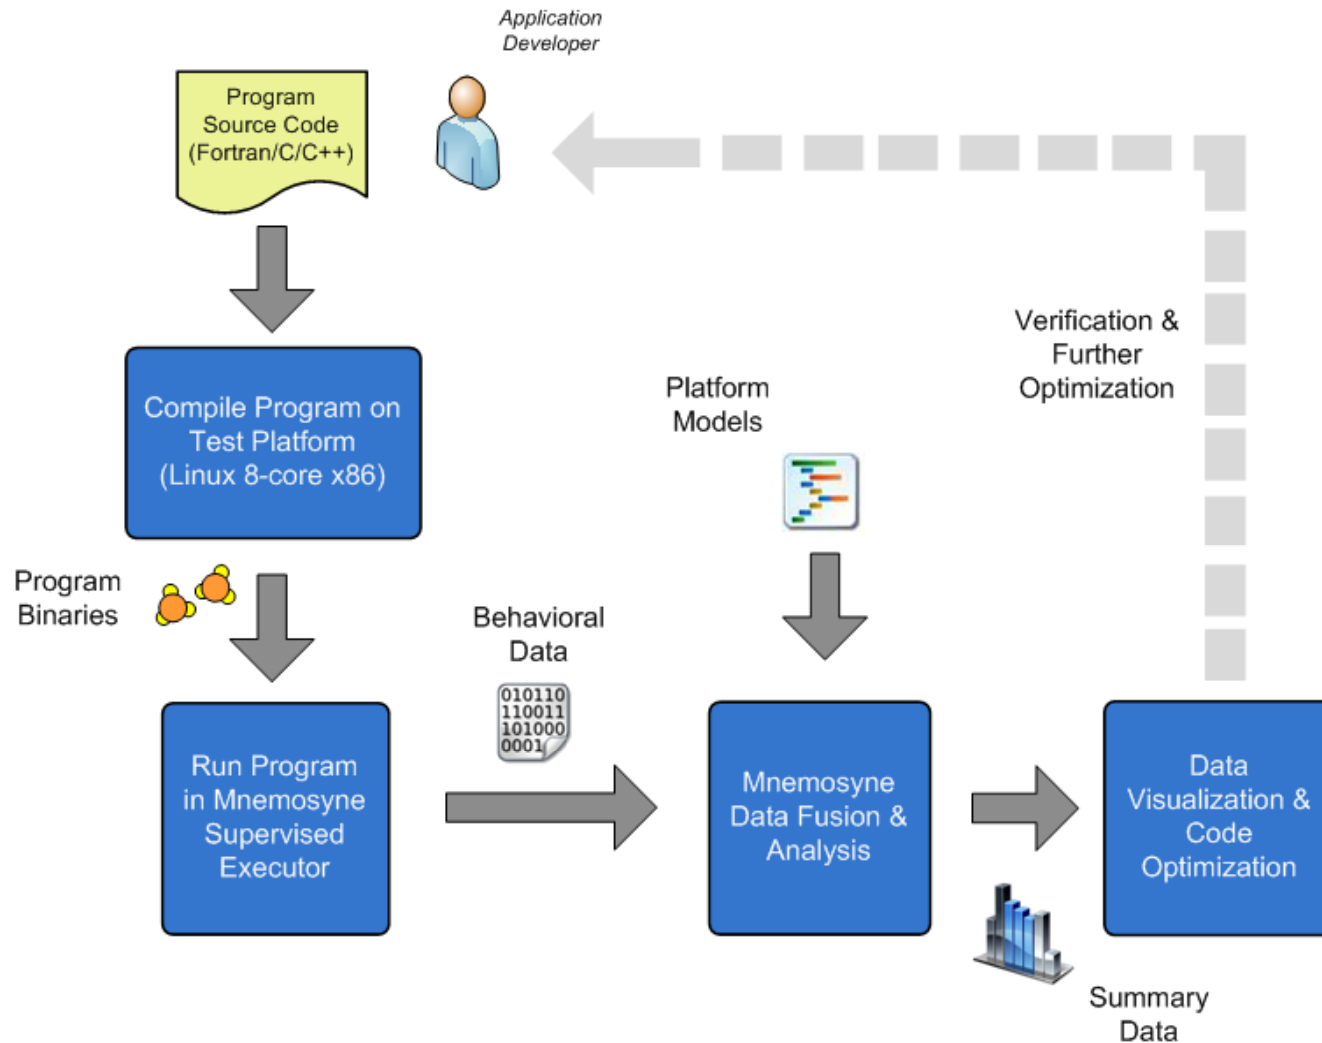 Application
Developer
Program
Source Code
(Fortran/C/C++)
Compile Program on
Test Platform
(Linux 8-core x86)
Verification &
Further
Optimization
Platform
Models
Program
Binaries
Behavioral
Data
010110
110011
101000
0001
Run Program
in Mnemosyne
Supervised
Executor
Mnemosyne
Data Fusion &
Analysis
Data
Visualization &
Code
Optimization
Summary
Data